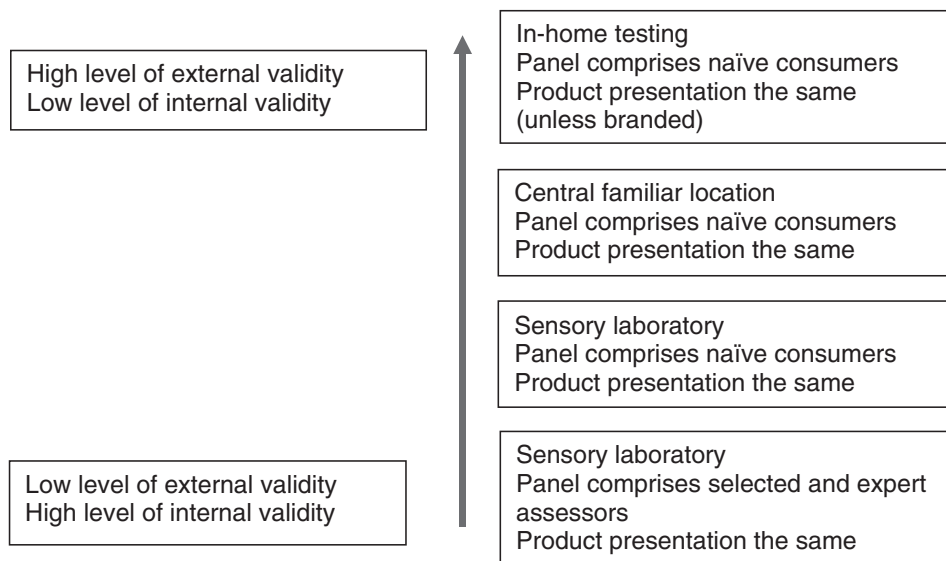 High level of external validity
Low level of internal validity
In-home testing
Panel comprises naïve consumers
Product presentation the same
(unless branded)
Central familiar location
Panel comprises naïve consumers
Product presentation the same
Sensory laboratory
Panel comprises naïve consumers
Product presentation the same
Low level of external validity
High level of internal validity
Sensory laboratory
Panel comprises selected and expert
assessors
Product presentation the same